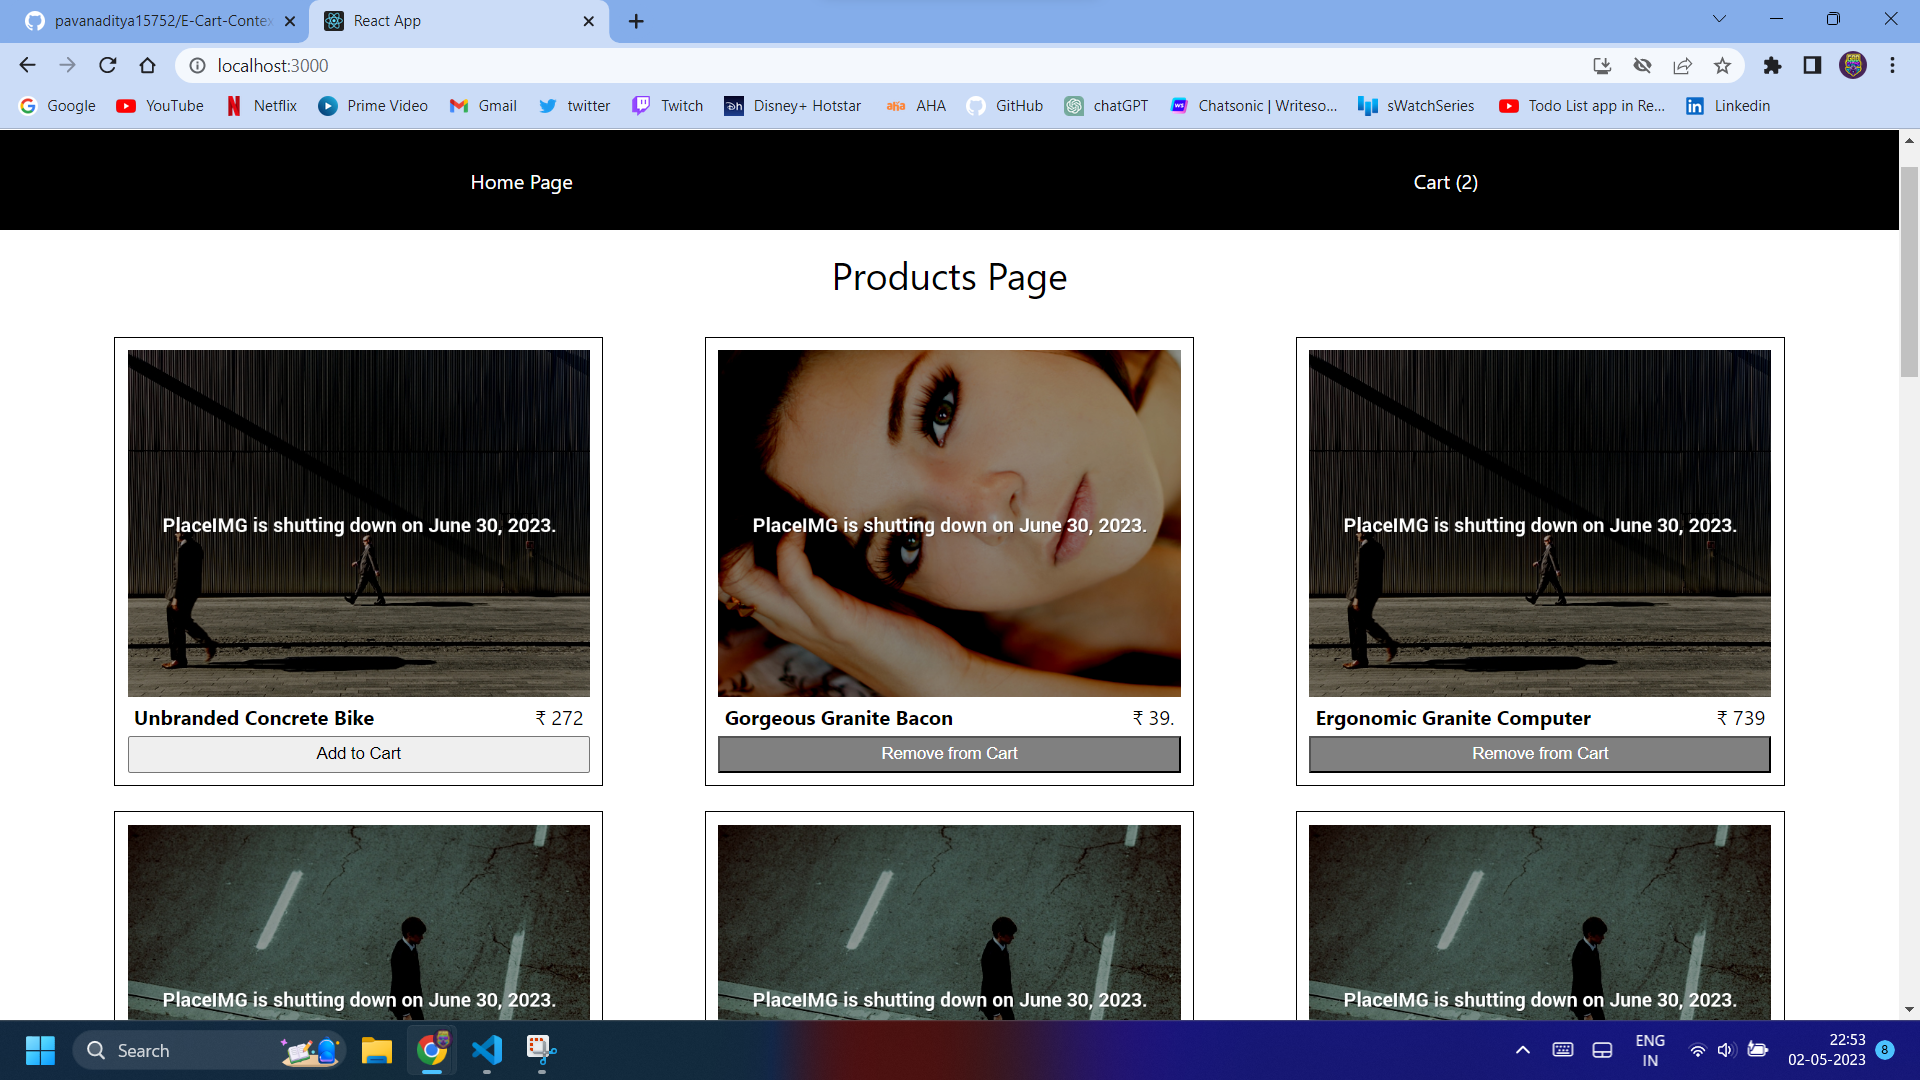 pavanaditya15752/E-Cart-Contex
React App
localhost:3000
Google
YouTube
Netflix
Prime Video
Gmail
twitter
Twitch
Disney+ Hotstar
AHA
GitHub
chatGPT
Chatsonic | Writeso...
sWatchSeries
Todo List app in Re...
Linkedin
Home Page
Cart (2)
Products Page
PlaceIMG is shutting down on June 30, 2023.
PlaceIMG is shutting down on June 30, 2023.
PlaceIMG is shutting down on June 30, 2023.
Unbranded Concrete Bike
₹ 272
Gorgeous Granite Bacon
₹ 39.
Ergonomic Granite Computer
₹ 739
Add to Cart
Remove from Cart
Remove from Cart
PlaceIMG is shutting down on June 30, 2023.
PlaceIMG is shutting down on June 30, 2023.
PlaceIMG is shutting down on June 30, 2023.
Search
ENG
IN
22:53
02-05-2023
8